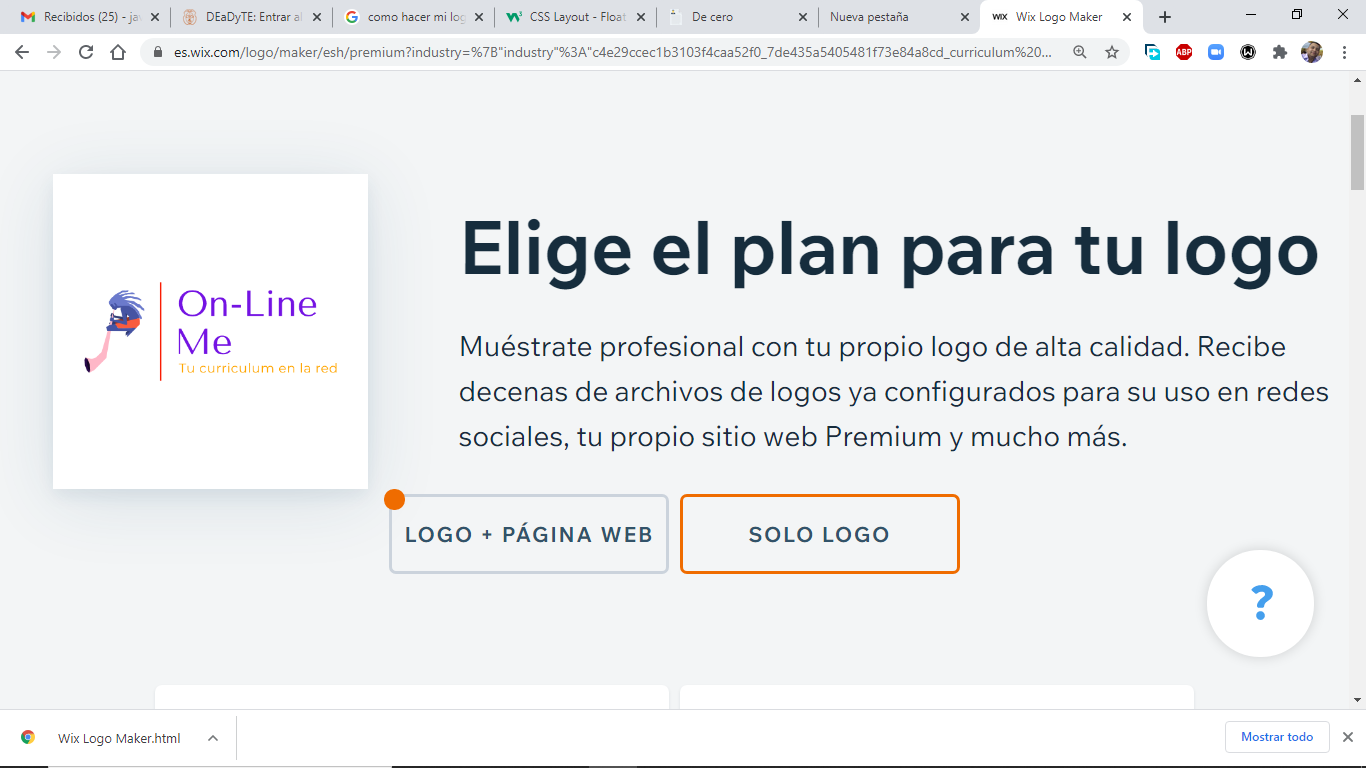 Recibidos (25) - ja
DEaDyTE: Entrar al
como hacer mi log
CSS Layout - Float
De cero
Nueva pestaña
WIX Wix Logo Maker
es.wix.com/logo/maker/esh/premium?industry=%7B"industry"%3A"c4e29ccec1b3103f4caa52f0_7de435a5405481f73e84a8cd_curriculum%20...
ABP
On-Line
Me
Tu curriculum en la red
Elige el plan para tu logo
Muéstrate profesional con tu propio logo de alta calidad. Recibe
decenas de archivos de logos ya configurados para su uso en redes
sociales, tu propio sitio web Premium y mucho más.
LOGO + PÁGINA WEB
SOLO LOGO
?
Wix Logo Maker.html
Mostrar todo